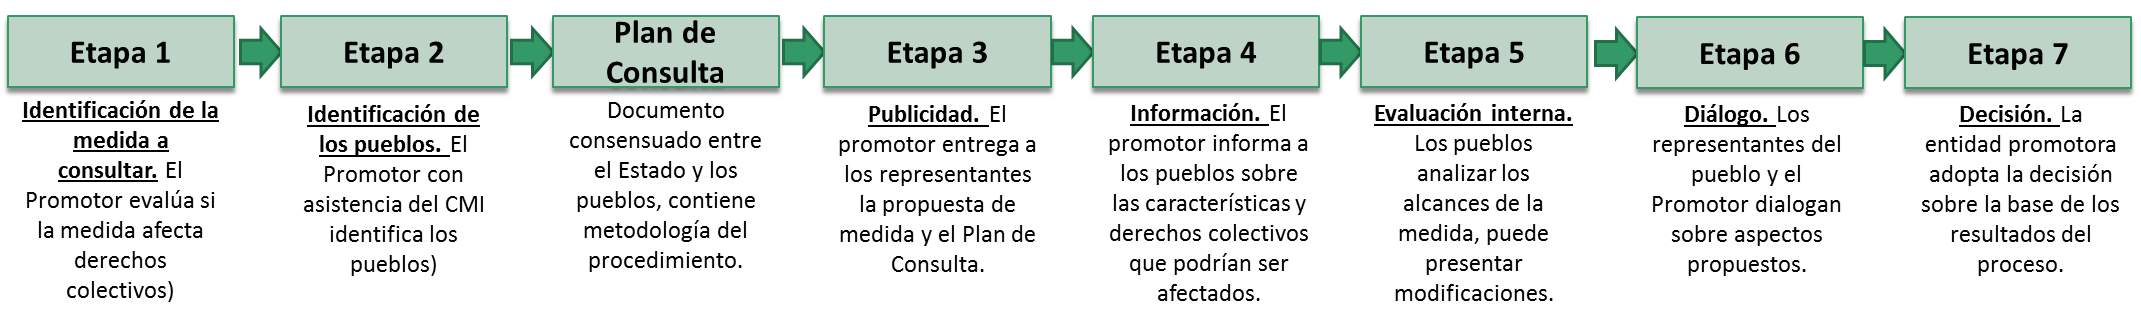 Etapa 1
Identificación de la
medida a
consultar. El
Promotor evalúa si
la medida afecta
derechos
colectivos)
Etapa 2
Identificación de
los pueblos. El
Promotor con
asistencia del CMI
identifica los
pueblos)
Plan de
Consulta
Documento
consensuado entre
el Estado y los
pueblos, contiene
metodología del
procedimiento.
Etapa 3
Publicidad. El
promotor entrega a
los representantes
la propuesta de
medida y el Plan de
Consulta.
Etapa 4
Información. El
promotor informa a
los pueblos sobre
las características y
derechos colectivos
que podrían ser
afectados.
Etapa 5
Evaluación interna.
Los pueblos
analizar los
alcances de la
medida, puede
presentar
modificaciones.
Etapa 6
Diálogo. Los
representantes del
pueblo y el
Promotor dialogan
sobre aspectos
propuestos.
Etapa 7
Decisión. La
entidad promotora
adopta la decisión
sobre la base de los
resultados del
proceso.